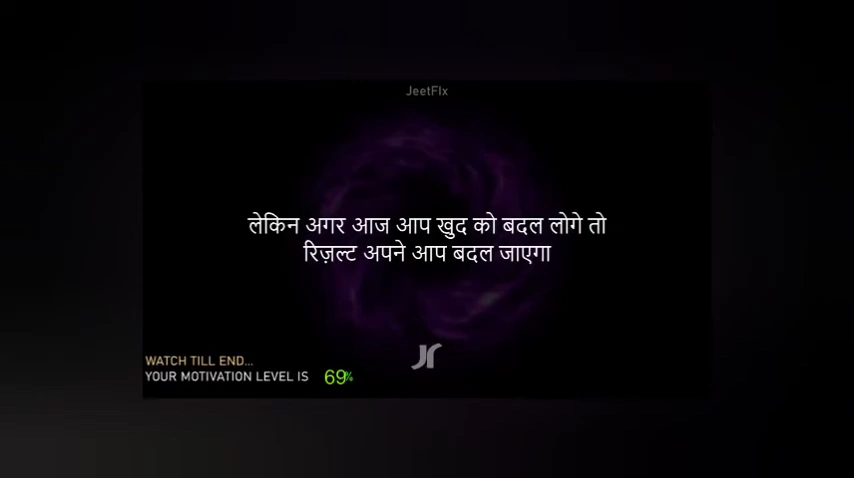 JeetFlx
लेकिन अगर आज आप खुद को बदल लोगे तो
रिज़ल्ट अपने आप बदल जाएगा
WATCH TILL END...
YOUR MOTIVATION LEVEL IS 69%